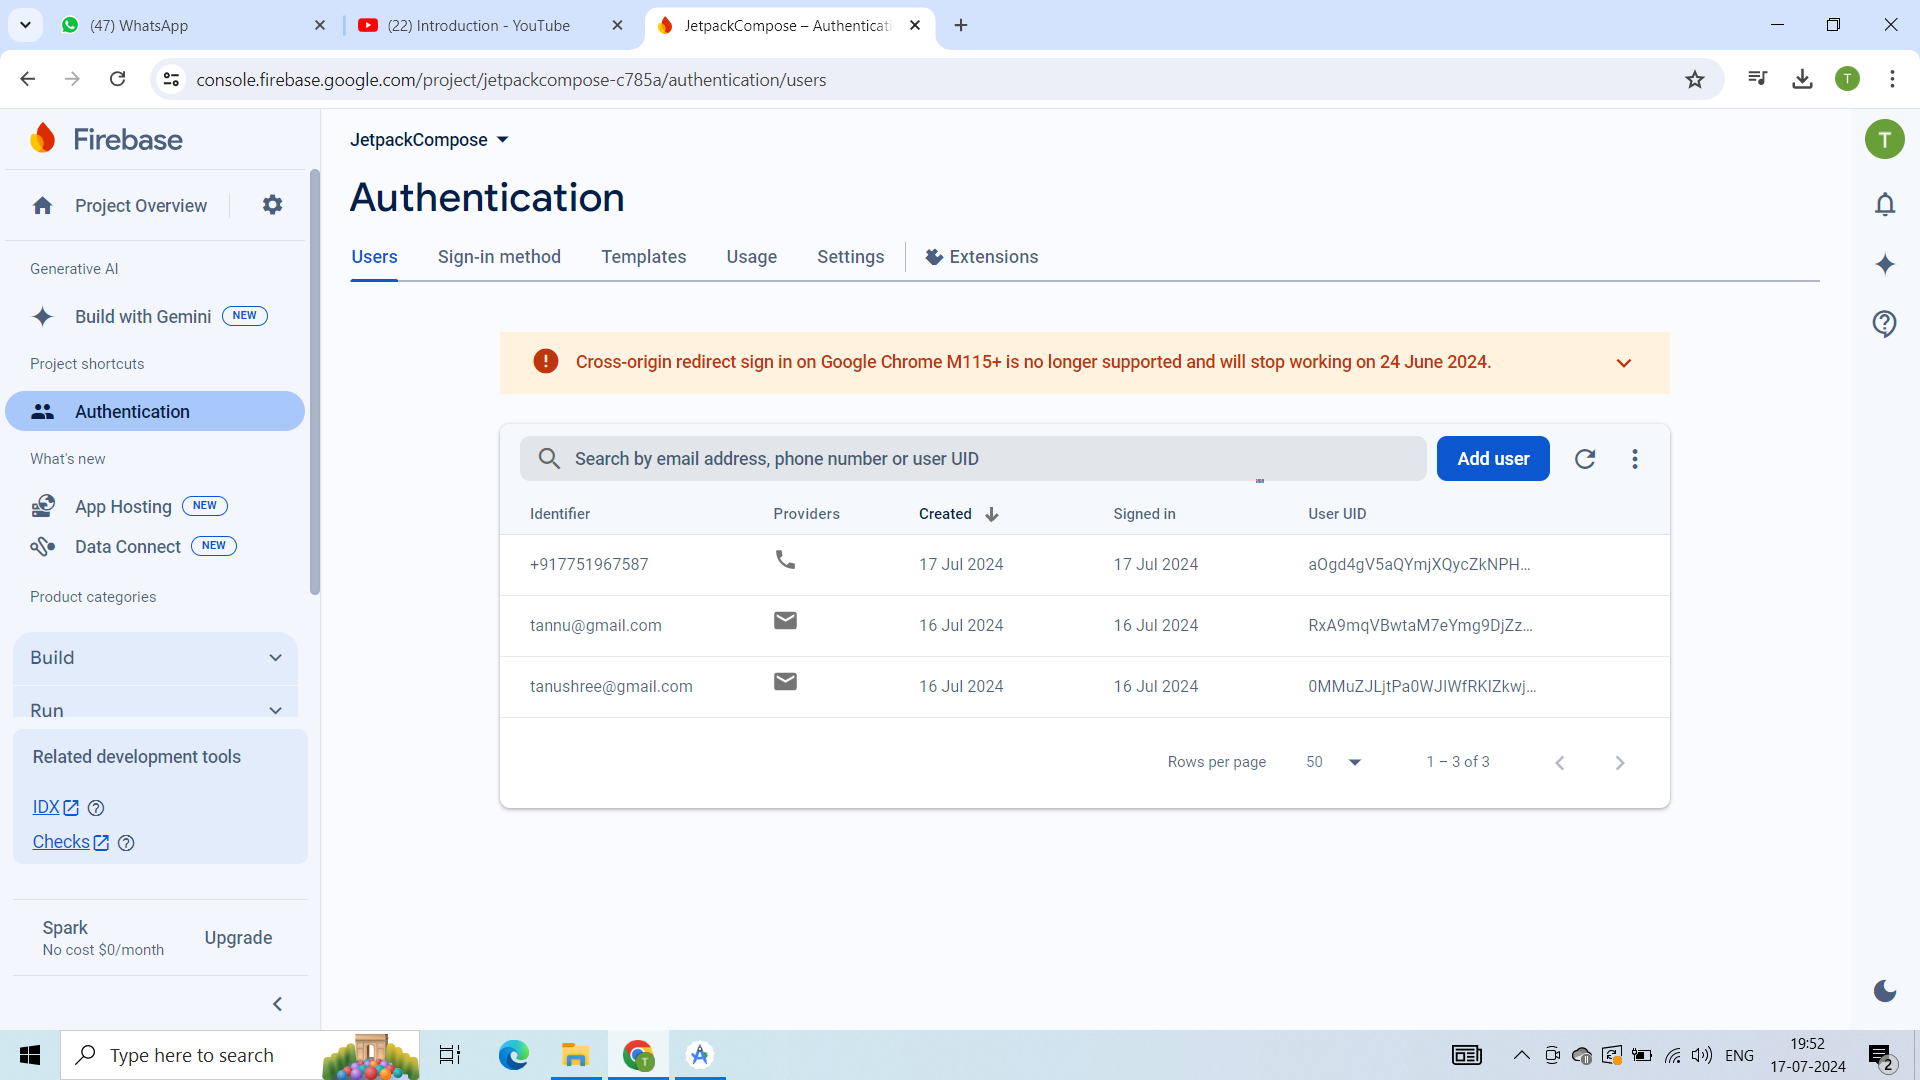 (47) WhatsApp
(22) Introduction - YouTube
JetpackCompose – Authenticati
console.firebase.google.com/project/jetpackcompose-c785a/authentication/users
T
Firebase
JetpackCompose
T
Authentication
Project Overview
Users
Sign-in method
Templates
Usage
Settings
Extensions
Generative AI
Build with Gemini
NEW
Project shortcuts
Cross-origin redirect sign in on Google Chrome M115+ is no longer supported and will stop working on 24 June 2024.
Authentication
What's new
Search by email address, phone number or user UID
Add user
App Hosting
NEW
Data Connect
NEW
Identifier
Providers
Created
Signed in
User UID
+917751967587
17 Jul 2024
17 Jul 2024
aOgd4gV5aQYmjXQycZkNPH...
Product categories
tannu@gmail.com
16 Jul 2024
16 Jul 2024
RxA9mqVBwtaM7eYmg9DjZz...
Build
tanushree@gmail.com
16 Jul 2024
16 Jul 2024
0MMuZJLjtPa0WJIWfRKIZkwj...
Run
Related development tools
Rows per page
50
1 – 3 of 3
IDX
Checks
Spark
No cost $0/month
Upgrade
Type here to search
T
ENG
19:52
17-07-2024
2